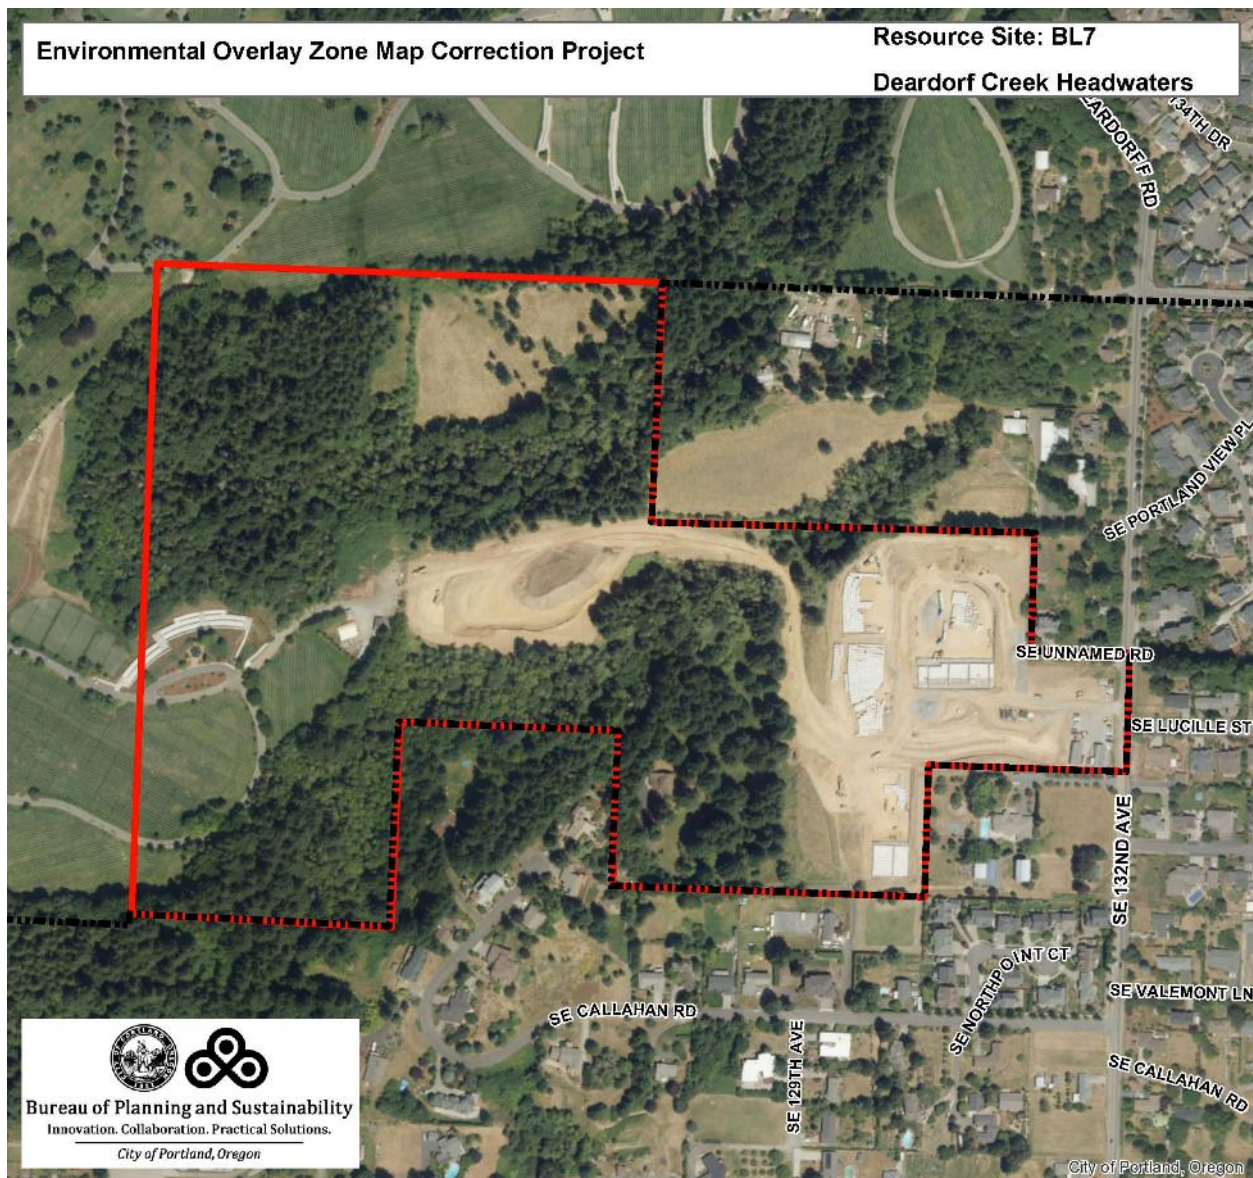 Environmental Overlay Zone Map Correction Project
Resource Site: BL7
Deardorf Creek Headwaters
134TH DR
EARDORFF RD
SE PORTLAND VIEW PL
SE UNNAMED RD
SE LUCILLE ST
SE 132ND AVE
SE NORTHPOINT CT
SE VALEMONT LN
SE CALLAHAN RD
SE 129TH AVE
SE CALLAHAN RD
Bureau of Planning and Sustainability
Innovation. Collaboration. Practical Solutions.
City of Portland, Oregon
City of Portland, Oregon